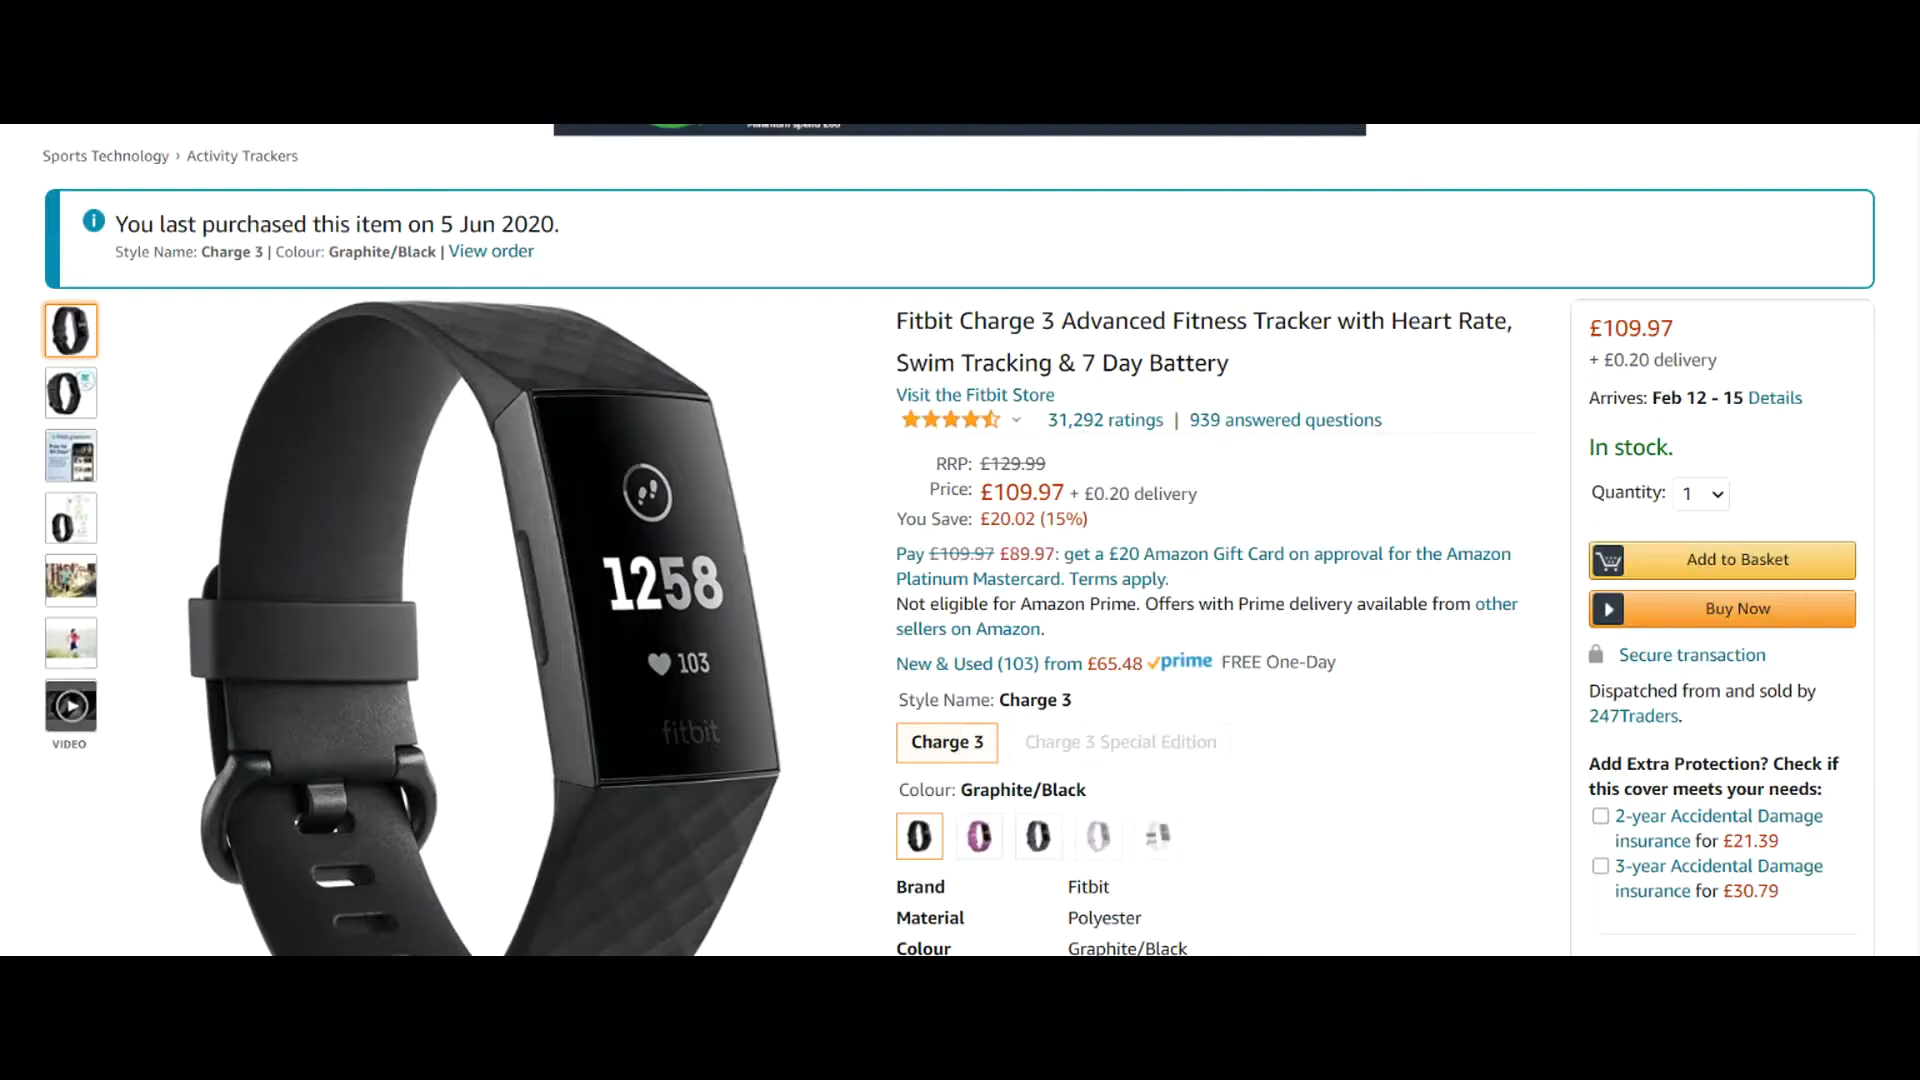 Minimum spend £60
Sports Technology › Activity Trackers
You last purchased this item on 5 Jun 2020.
Style Name: Charge 3 | Colour: Graphite/Black | View order
VIDEO
1258
103
fitbit
Fitbit Charge 3 Advanced Fitness Tracker with Heart Rate,
Swim Tracking & 7 Day Battery
Visit the Fitbit Store
31,292 ratings | 939 answered questions
RRP: £129.99
Price: £109.97 + £0.20 delivery
You Save: £20.02 (15%)
Pay £109.97 £89.97: get a £20 Amazon Gift Card on approval for the Amazon
Platinum Mastercard. Terms apply.
Not eligible for Amazon Prime. Offers with Prime delivery available from other
sellers on Amazon.
New & Used (103) from £65.48 prime FREE One-Day
Style Name: Charge 3
Charge 3 Charge 3 Special Edition
Colour: Graphite/Black
Brand Fitbit
Material Polyester
Colour Graphite/Black
£109.97
+ £0.20 delivery
Arrives: Feb 12 - 15 Details
In stock.
Quantity: 1
Add to Basket
Buy Now
Secure transaction
Dispatched from and sold by
247Traders.
Add Extra Protection? Check if
this cover meets your needs:
2-year Accidental Damage
insurance for £21.39
3-year Accidental Damage
insurance for £30.79